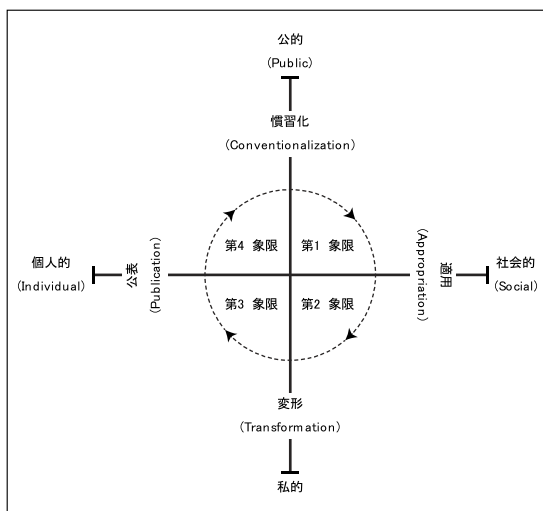 公的
(Public)
慣習化
(Conventionalization)
第4 象限
第1 象限
個人的
(Individual)
公表
(Publication)
(Appropriation)
適用
社会的
(Social)
第3 象限
第2 象限
変形
(Transformation)
私的